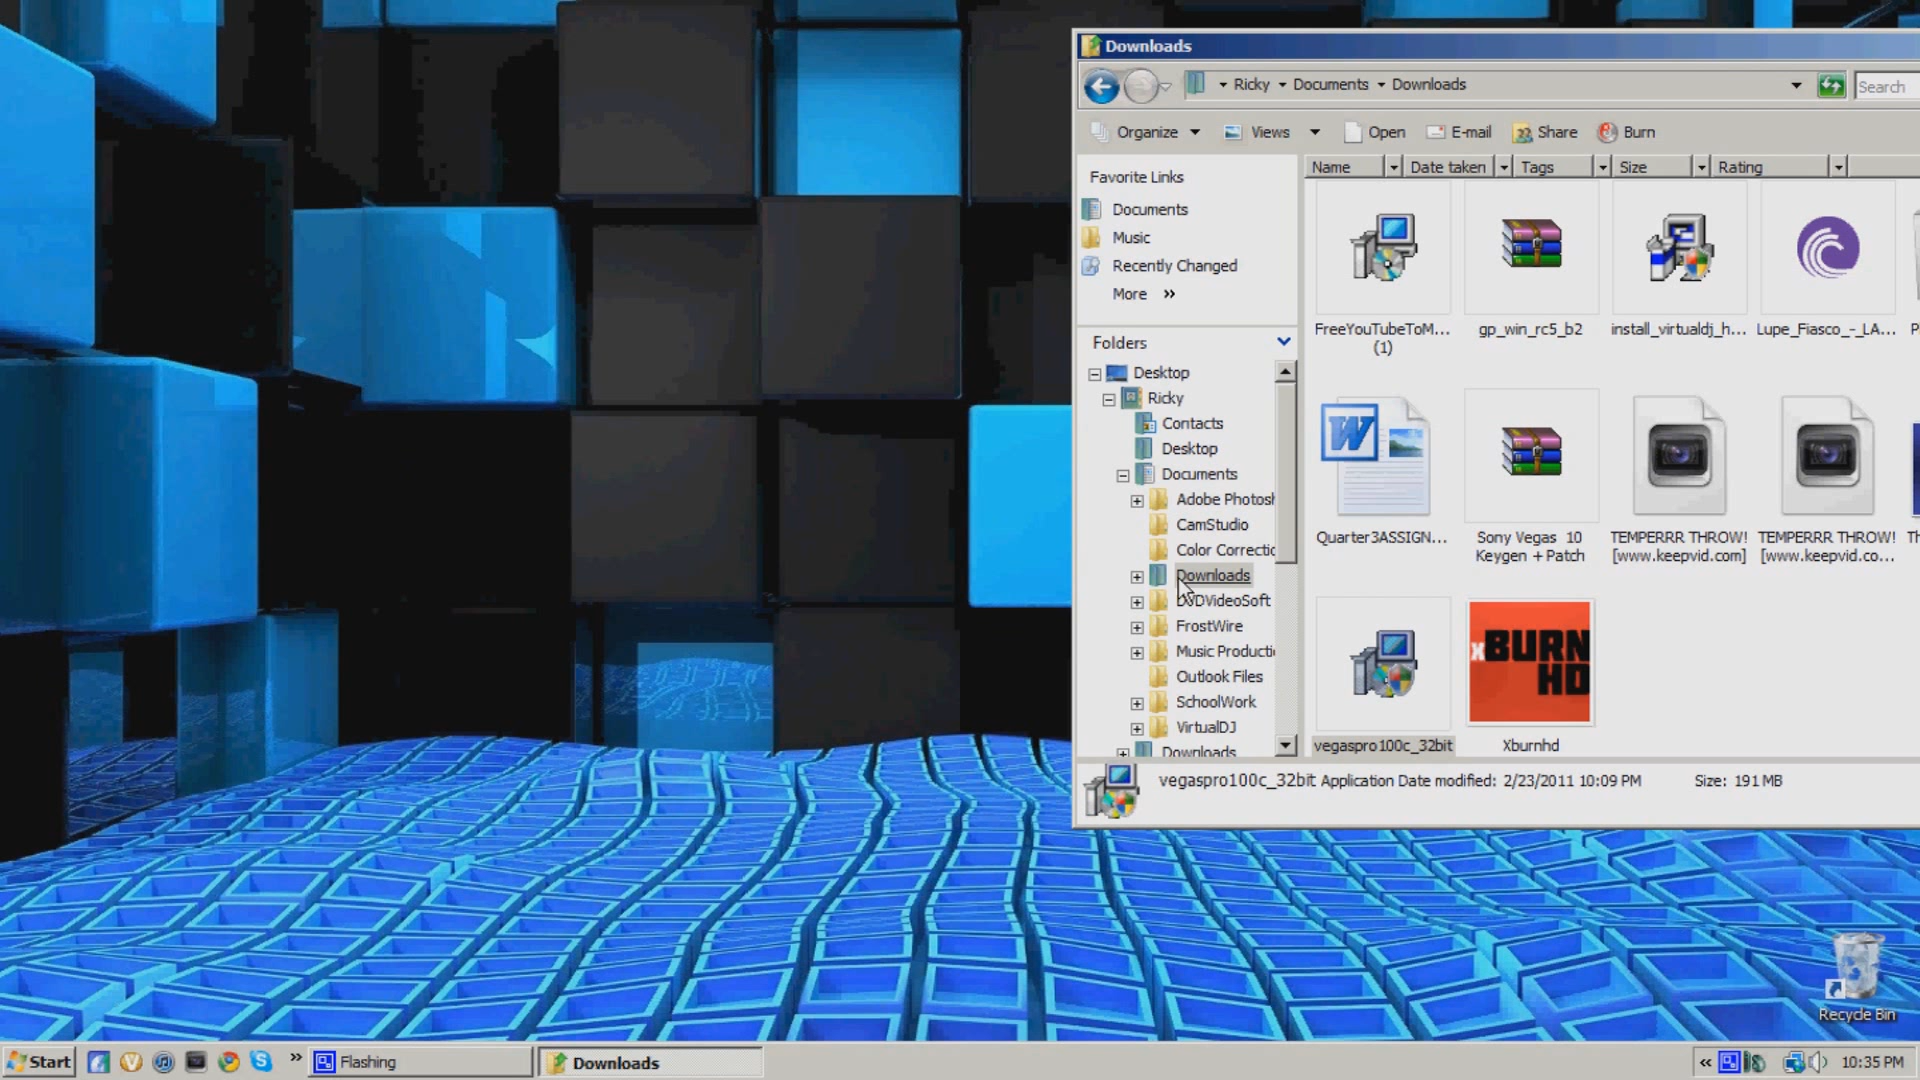 Downloads
Ricky Documents Downloads
Search
Organize Views Open E-mail Share Burn
Name Date taken Tags Size Rating
Favorite Links
Documents
Music
Recently Changed
More »
Folders
Desktop
Ricky
Contacts
Desktop
Documents
Adobe Photosh
CamStudio
Color Correctio
Downloads
DVDVideoSoft
FrostWire
Music Producti
Outlook Files
SchoolWork
VirtualDJ
Downloads
FreeYouTubeToM...
(1)
gp_win_rc5_b2
install_virtualdj_h...
Lupe_Fiasco_-_LA...
Quarter3ASSIGN...
Sony Vegas 10
Keygen + Patch
TEMPERRR THROW!
[www.keepvid.com]
TEMPERRR THROW!
[www.keepvid.co...
xBURN
HD
vegaspro100c_32bit
Xburnhd
vegaspro100c_32bit Application Date modified: 2/23/2011 10:09 PM Size: 191 MB
Recycle Bin
Start » Flashing Downloads « 10:35 PM